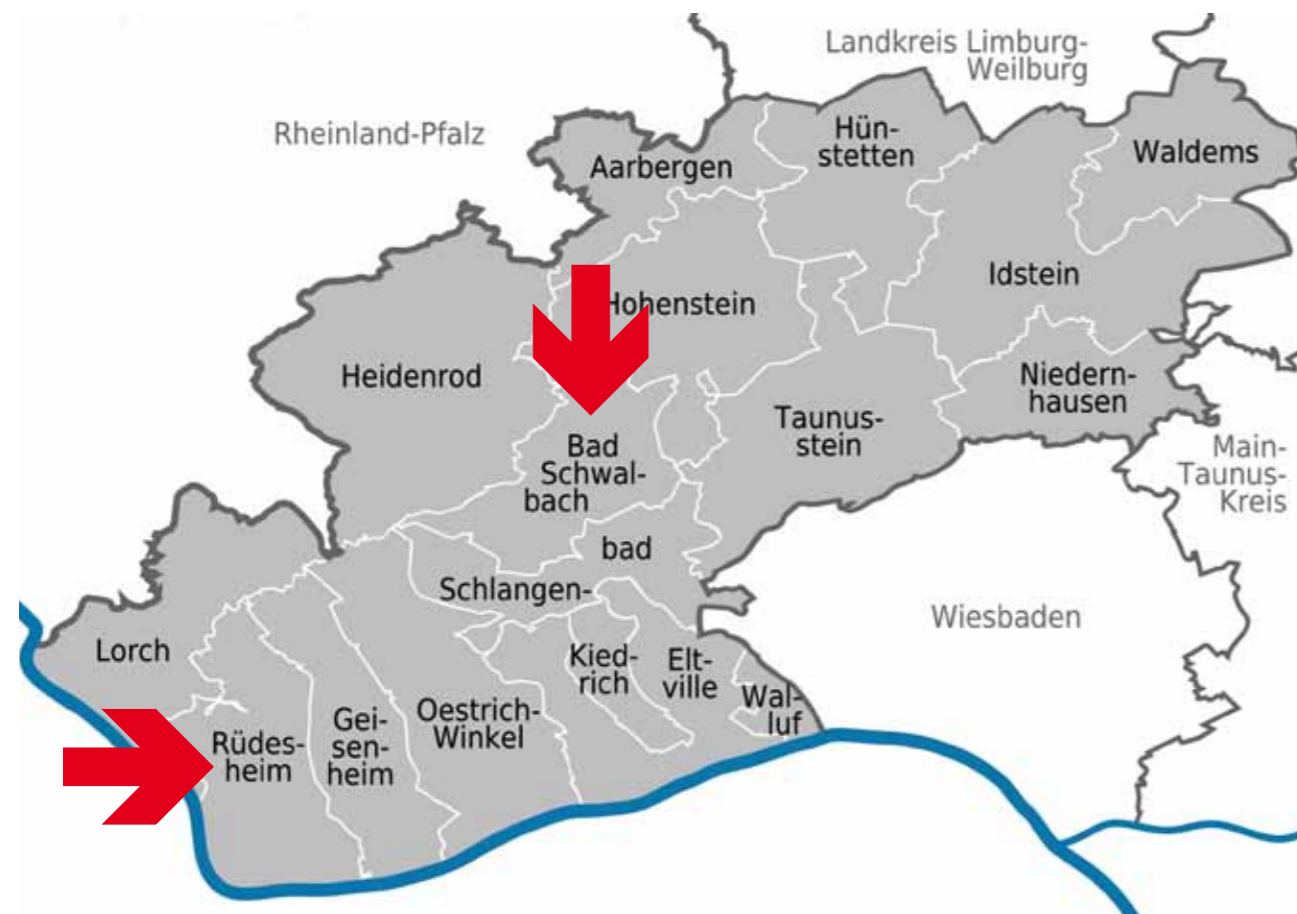 Landkreis Limburg-
Weilburg
Rheinland-Pfalz
Hün-
stetten
Waldems
Aarbergen
Idstein
Hohenstein
Heidenrod
Niedern-
hausen
Taunus-
stein
Bad
Schwal-
bach
Main-
Taunus-
Kreis
bad
Schlangen-
Wiesbaden
Lorch
Kied-
rich
Elt-
ville
Wal-
luf
Oestrich-
Winkel
Gei-
sen-
heim
Rüdes-
heim